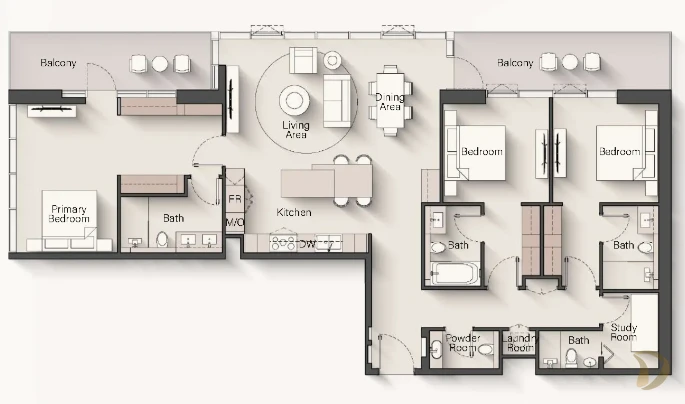 Balcony
Balcony
Dining
Area
Living
Area
Bedroom
Bedroom
Primary
Bedroom
Bath
FR
M/O
Kitchen
DW
Bath
Bath
Powder
Room
Laundry
Room
Bath
Study
Room